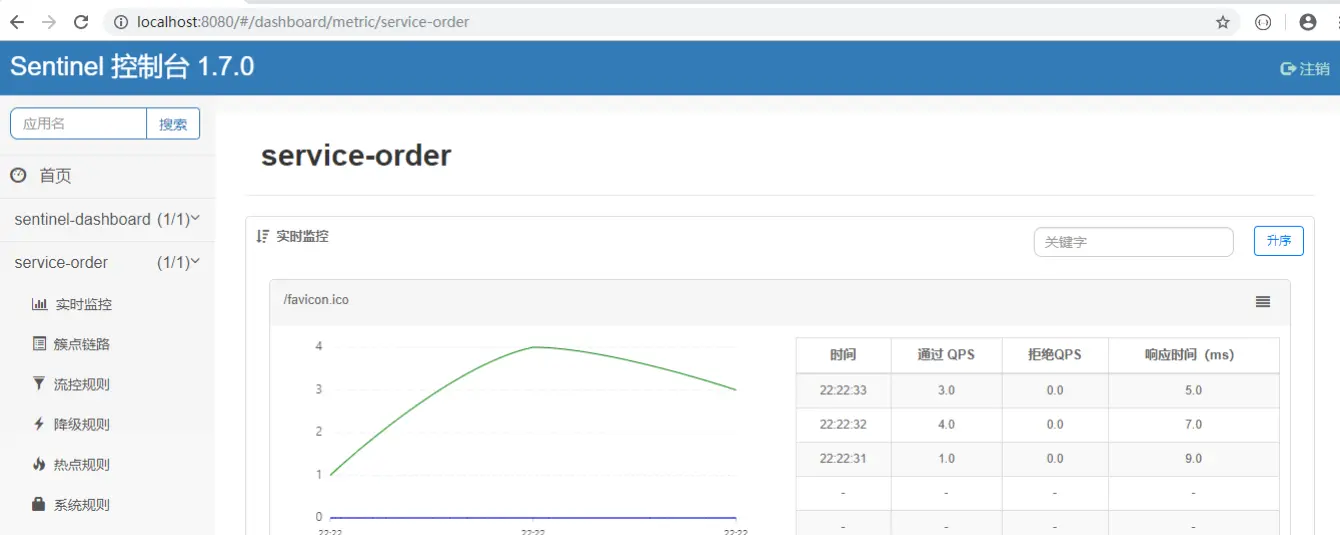 localhost:8080/#/dashboard/metric/service-order
Sentinel 控制台 1.7.0
注销
应用名
搜索
首页
sentinel-dashboard (1/1)
service-order (1/1)
实时监控
簇点链路
流控规则
降级规则
热点规则
系统规则
service-order
实时监控
关键字
升序
/favicon.ico
4
3
2
1
0
22:22 22:22 22:22
时间 通过 QPS 拒绝QPS 响应时间（ms）
22:22:33 3.0 0.0 5.0
22:22:32 4.0 0.0 7.0
22:22:31 1.0 0.0 9.0
- - - -
- - - -